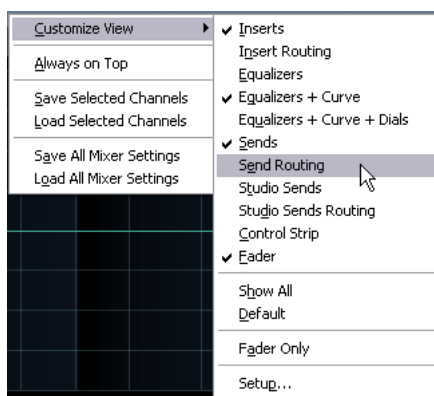 Customize View
Always on Top
Save Selected Channels
Load Selected Channels
Save All Mixer Settings
Load All Mixer Settings
Inserts
Insert Routing
Equalizers
Equalizers + Curve
Equalizers + Curve + Dials
Sends
Send Routing
Studio Sends
Studio Sends Routing
Control Strip
Fader
Show All
Default
Fader Only
Setup...